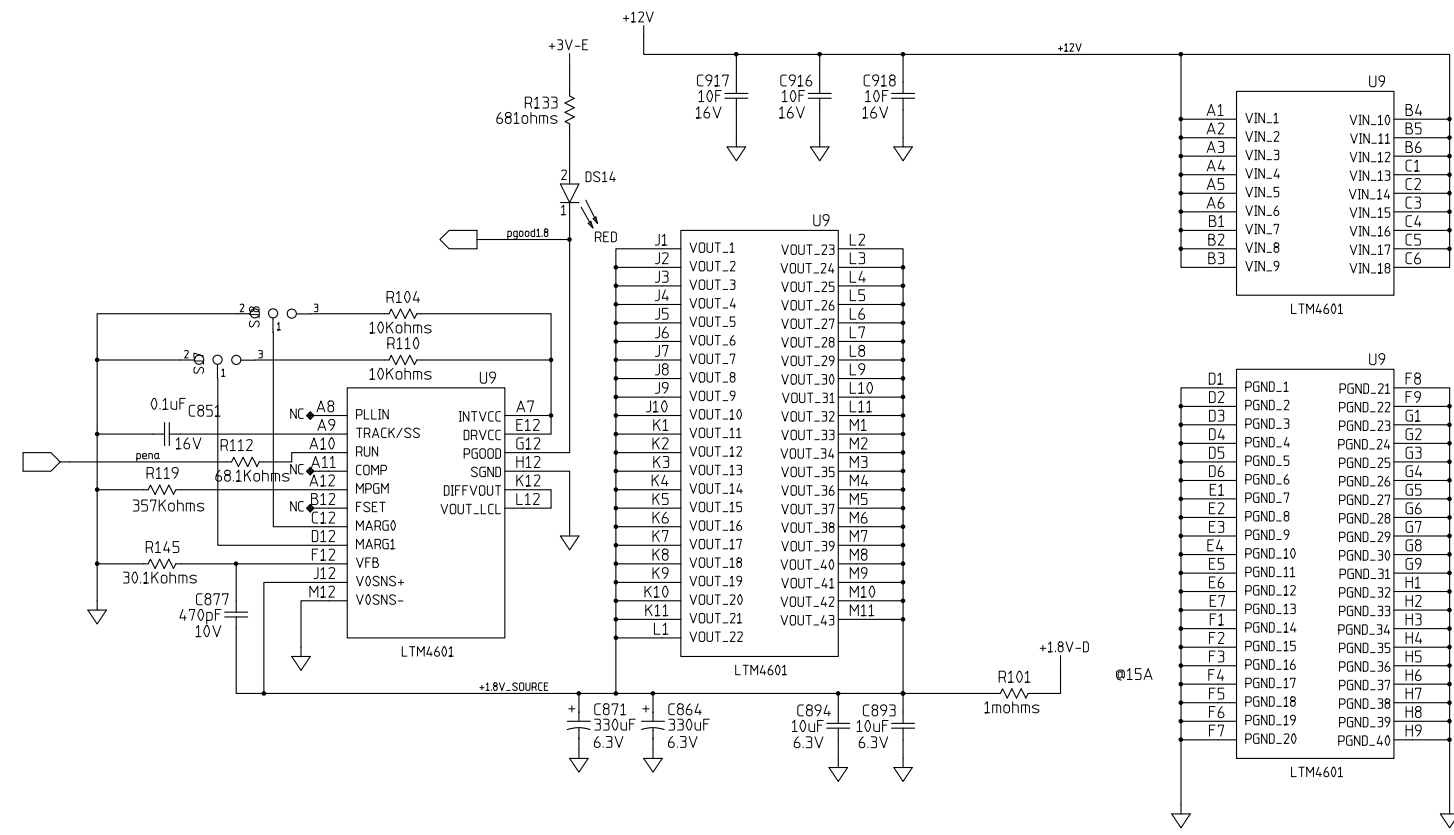 +12V
+3V-E
+12V
R133
681ohms
C917
10F
16V
C916
10F
16V
C918
10F
16V
2
DS14
1
RED
pgood1.8
U9
A1 VIN_1 VIN_10 B4
A2 VIN_2 VIN_11 B5
A3 VIN_3 VIN_12 B6
A4 VIN_4 VIN_13 C1
A5 VIN_5 VIN_14 C2
A6 VIN_6 VIN_15 C3
B1 VIN_7 VIN_16 C4
B2 VIN_8 VIN_17 C5
B3 VIN_9 VIN_18 C6
LTM4601
U9
J1 VOUT_1 VOUT_23 L2
J2 VOUT_2 VOUT_24 L3
J3 VOUT_3 VOUT_25 L4
J4 VOUT_4 VOUT_26 L5
J5 VOUT_5 VOUT_27 L6
J6 VOUT_6 VOUT_28 L7
J7 VOUT_7 VOUT_29 L8
J8 VOUT_8 VOUT_30 L9
J9 VOUT_9 VOUT_31 L10
J10 VOUT_10 VOUT_32 L11
K1 VOUT_11 VOUT_33 M1
K2 VOUT_12 VOUT_34 M2
K3 VOUT_13 VOUT_35 M3
K4 VOUT_14 VOUT_36 M4
K5 VOUT_15 VOUT_37 M5
K6 VOUT_16 VOUT_38 M6
K7 VOUT_17 VOUT_39 M7
K8 VOUT_18 VOUT_40 M8
K9 VOUT_19 VOUT_41 M9
K10 VOUT_20 VOUT_42 M10
K11 VOUT_21 VOUT_43 M11
L1 VOUT_22
LTM4601
2
1
3
R104
10Kohms
2
1
3
R110
10Kohms
U9
0.1uF C851
16V
pena
R112
68.1Kohms
R119
357Kohms
NC A8 PLLIN INTVCC A7
A9 TRACK/SS DRVCC E12
A10 RUN PGOOD G12
NC A11 COMP SGND H12
A12 MPGM DIFFVOUT K12
NC B12 FSET VOUT_LCL L12
C12 MARG0
D12 MARG1
F12 VFB
J12 VOSNS+
M12 VOSNS-
LTM4601
R145
30.1Kohms
C877
470pF
10V
+1.8V_SOURCE
C871
330uF
6.3V
+
C864
330uF
6.3V
+
C894
10uF
6.3V
C893
10uF
6.3V
R101
1mohms
+1.8V-D
@15A
U9
D1 PGND_1 PGND_21 F8
D2 PGND_2 PGND_22 F9
D3 PGND_3 PGND_23 G1
D4 PGND_4 PGND_24 G2
D5 PGND_5 PGND_25 G3
D6 PGND_6 PGND_26 G4
E1 PGND_7 PGND_27 G5
E2 PGND_8 PGND_28 G6
E3 PGND_9 PGND_29 G7
E4 PGND_10 PGND_30 G8
E5 PGND_11 PGND_31 G9
E6 PGND_12 PGND_32 H1
E7 PGND_13 PGND_33 H2
F1 PGND_14 PGND_34 H3
F2 PGND_15 PGND_35 H4
F3 PGND_16 PGND_36 H5
F4 PGND_17 PGND_37 H6
F5 PGND_18 PGND_38 H7
F6 PGND_19 PGND_39 H8
F7 PGND_20 PGND_40 H9
LTM4601